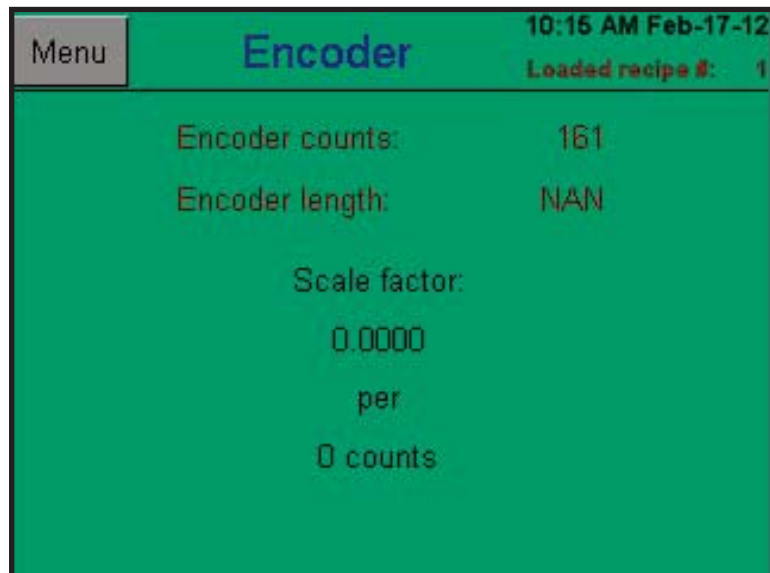 Menu
Encoder
10:15 AM Feb-17-12
Loaded recipe #: 1
Encoder counts: 161
Encoder length: NAN
Scale factor:
0.0000
per
0 counts